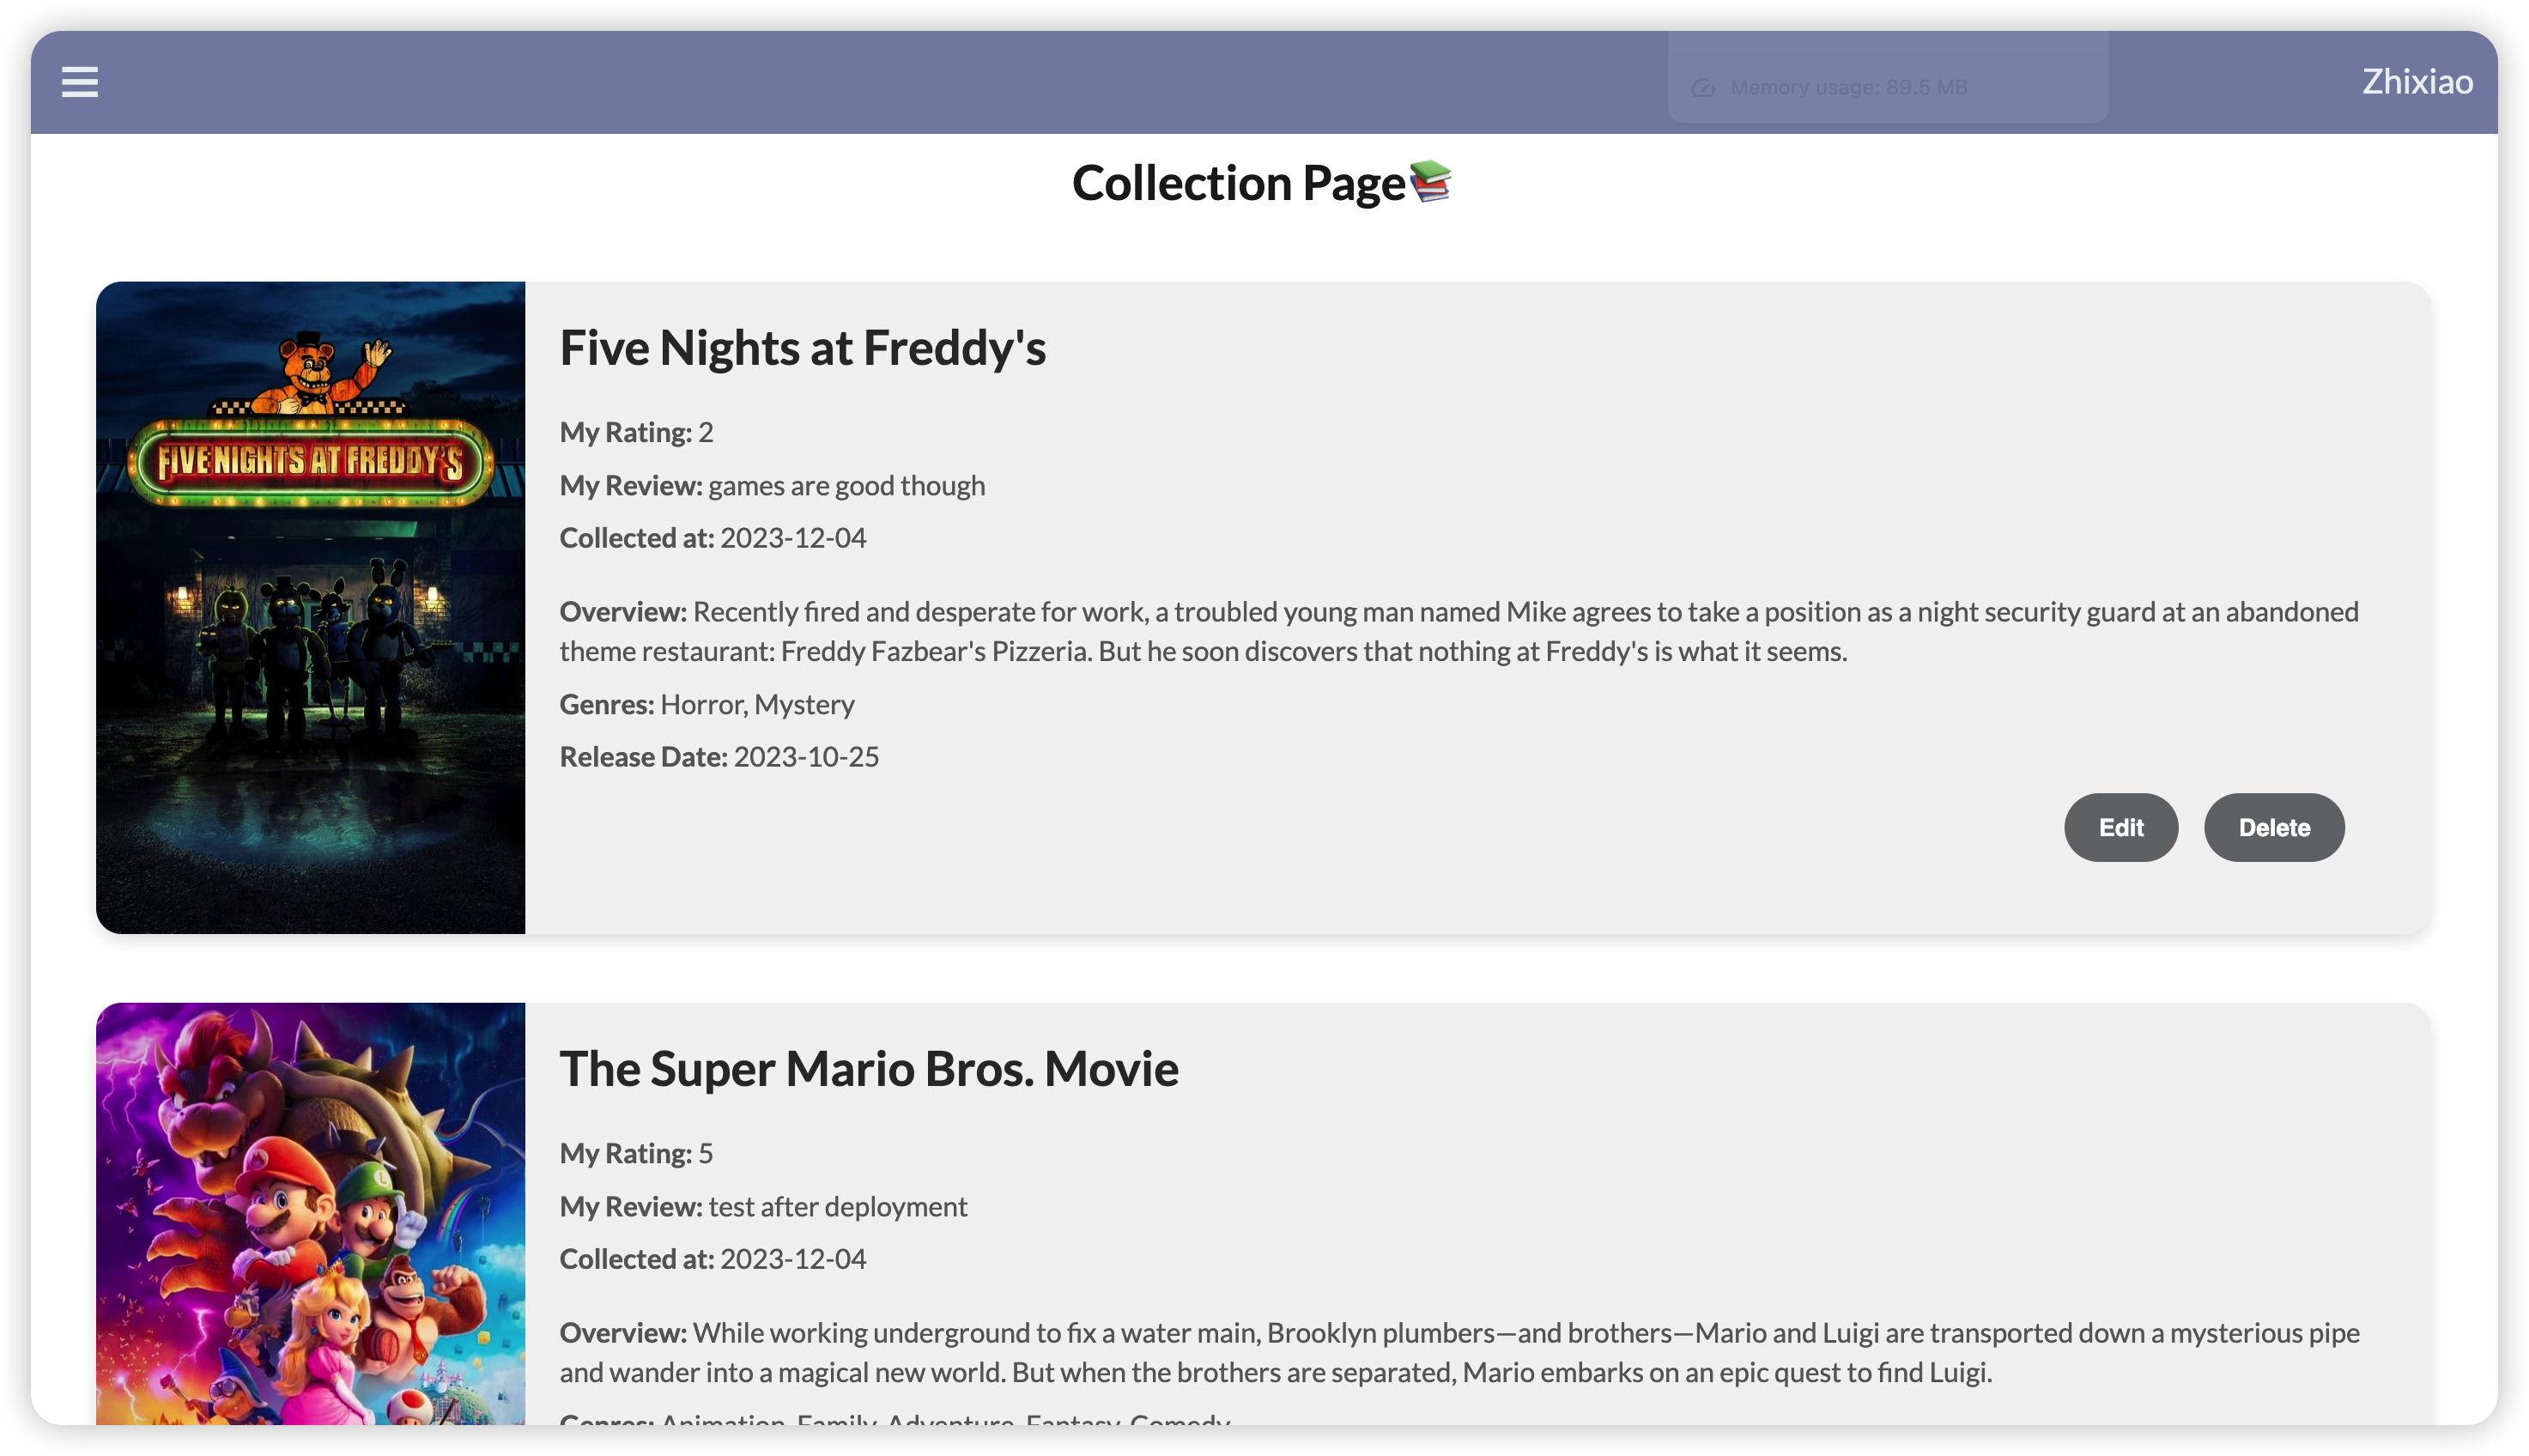 Memory usage: 89.5 MB
Zhixiao
Collection Page
Five Nights at Freddy's
FIVE NIGHTS AT FREDDY'S
My Rating: 2
My Review: games are good though
Collected at: 2023-12-04
Overview: Recently fired and desperate for work, a troubled young man named Mike agrees to take a position as a night security guard at an abandoned
theme restaurant: Freddy Fazbear's Pizzeria. But he soon discovers that nothing at Freddy's is what it seems.
Genres: Horror, Mystery
Release Date: 2023-10-25
Edit
Delete
The Super Mario Bros. Movie
My Rating: 5
My Review: test after deployment
Collected at: 2023-12-04
Overview: While working underground to fix a water main, Brooklyn plumbers—and brothers—Mario and Luigi are transported down a mysterious pipe
and wander into a magical new world. But when the brothers are separated, Mario embarks on an epic quest to find Luigi.
Genres: Animation, Family, Adventure, Fantasy, Comedy